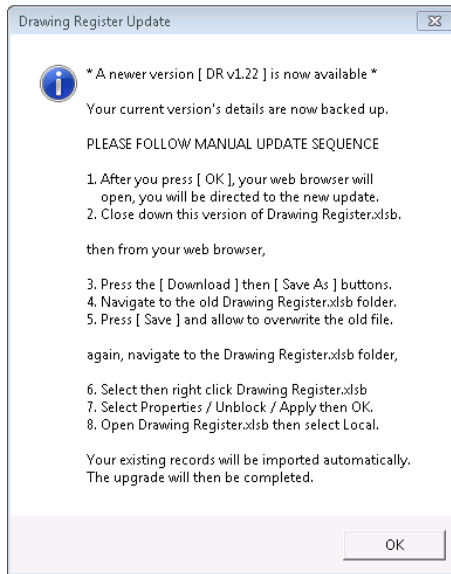 Drawing Register Update
* A newer version [ DR v1.22 ] is now available *
Your current version's details are now backed up.
PLEASE FOLLOW MANUAL UPDATE SEQUENCE
1. After you press [ OK ], your web browser will
open, you will be directed to the new update.
2. Close down this version of Drawing Register.xlsb.
then from your web browser,
3. Press the [ Download ] then [ Save As ] buttons.
4. Navigate to the old Drawing Register.xlsb folder.
5. Press [ Save ] and allow to overwrite the old file.
again, navigate to the Drawing Register.xlsb folder,
6. Select then right click Drawing Register.xlsb
7. Select Properties / Unblock / Apply then OK.
8. Open Drawing Register.xlsb then select Local.
Your existing records will be imported automatically.
The upgrade will then be completed.
OK